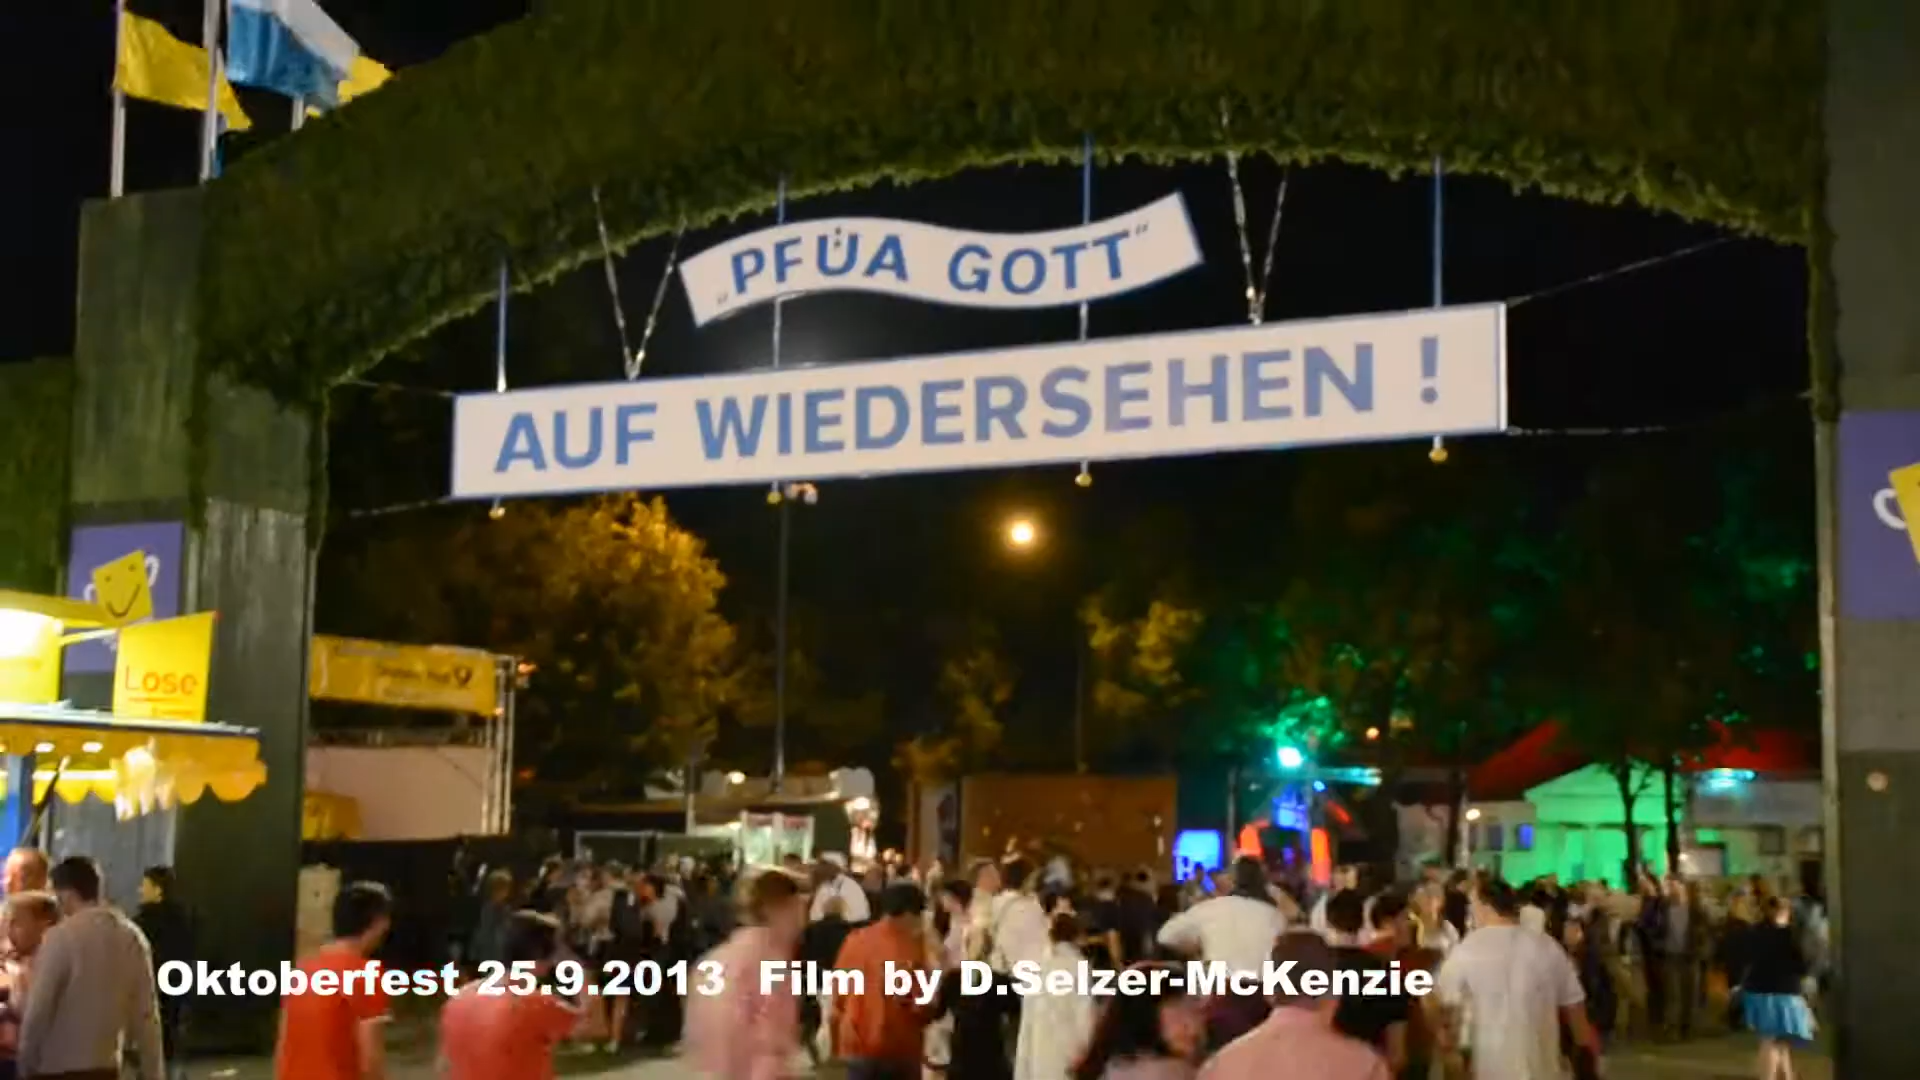 „PFÜA GOTT“
AUF WIEDERSEHEN !
Lose
Oktoberfest 25.9.2013 Film by D.Selzer-McKenzie